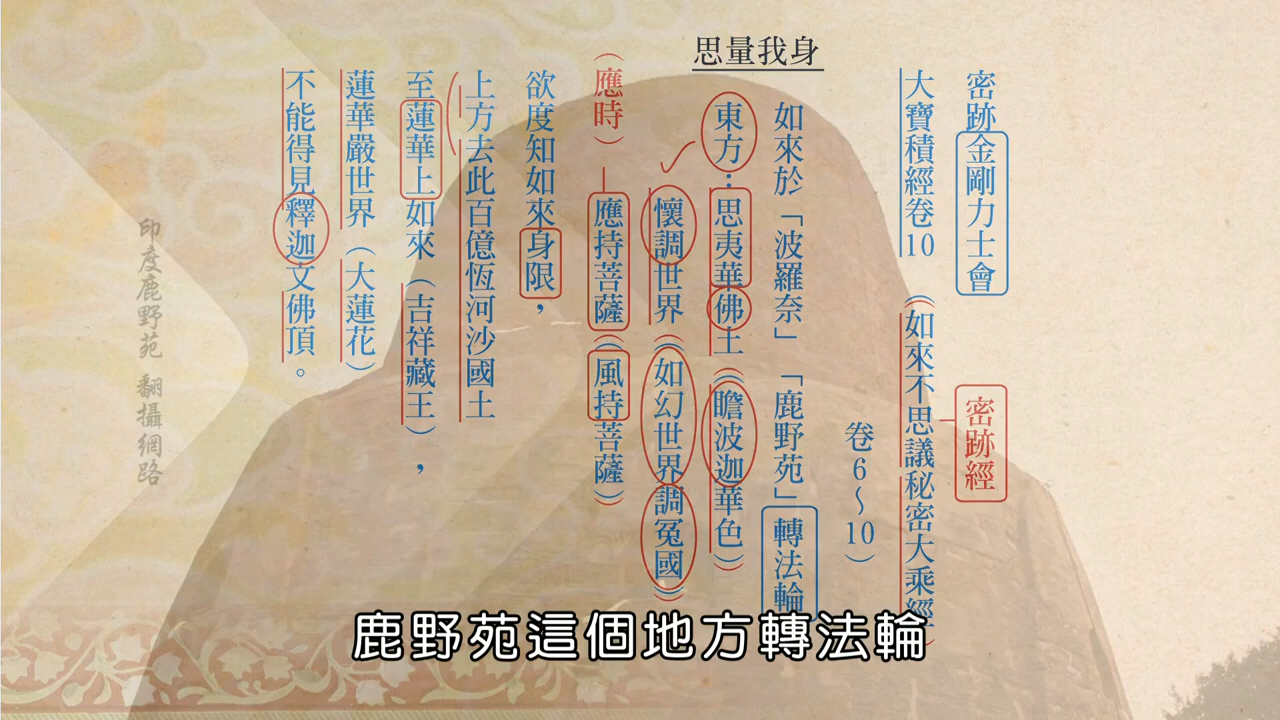 思量我身
密跡金剛力士會
密跡經
大寶積經卷10
（如來不思議秘密大乘經）
卷6～10）
如來於「波羅奈」「鹿野苑」轉法輪
東方：思夷華佛土（瞻波迦華色）
懷調世界（如幻世界調冤國）
（應時）—應持菩薩（風持菩薩）
欲度知如來身限，
上方去此百億恆河沙國土
至蓮華上如來（吉祥藏王），
蓮華嚴世界（大蓮花）
不能得見釋迦文佛頂。
印度鹿野苑 翻攝網路
鹿野苑這個地方轉法輪